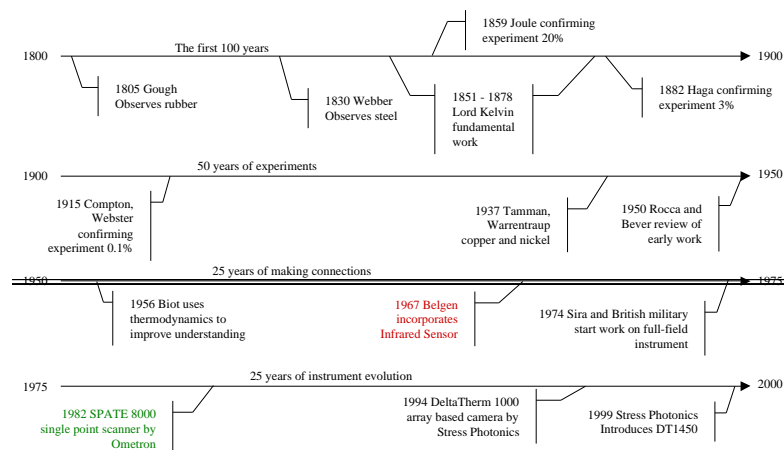 1859 Joule confirming
experiment 20%
1800
The first 100 years
1900
1805 Gough
Observes rubber
1830 Webber
Observes steel
1851 - 1878
Lord Kelvin
fundamental
work
1882 Haga confirming
experiment 3%
1900
50 years of experiments
1950
1915 Compton,
Webster
confirming
experiment 0.1%
1937 Tamman,
Warrentraup
copper and nickel
1950 Rocca and
Bever review of
early work
1950
25 years of making connections
1975
1956 Biot uses
thermodynamics to
improve understanding
1967 Belgen
incorporates
Infrared Sensor
1974 Sira and British military
start work on full-field
instrument
1975
25 years of instrument evolution
2000
1982 SPATE 8000
single point scanner by
Ometron
1994 DeltaTherm 1000
array based camera by
Stress Photonics
1999 Stress Photonics
Introduces DT1450